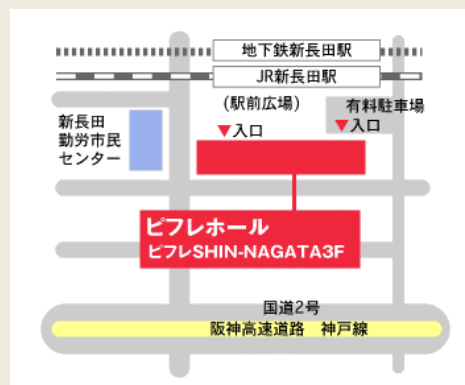 地下鉄新長田駅
JR新長田駅
(駅前広場)
有料駐車場
▼入口
▼入口
新長田
勤労市民
センター
ピフレホール
ピフレSHIN-NAGATA3F
国道2号
阪神高速道路 神戸線